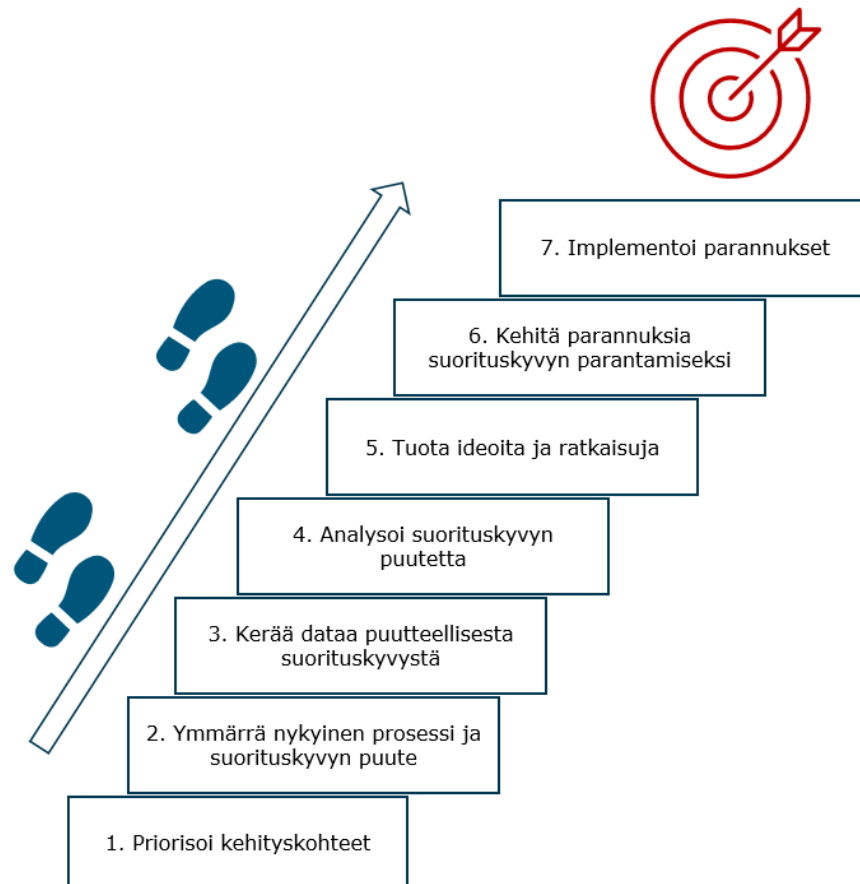 7. Implementoi parannukset
6. Kehitä parannuksia
suorituskyvyn parantamiseksi
5. Tuota ideoita ja ratkaisuja
4. Analysoi suorituskyvyn
puutetta
3. Kerää dataa puutteellisesta
suorituskyvystä
2. Ymmärrä nykyinen prosessi ja
suorituskyvyn puute
1. Priorisoi kehityskohteet